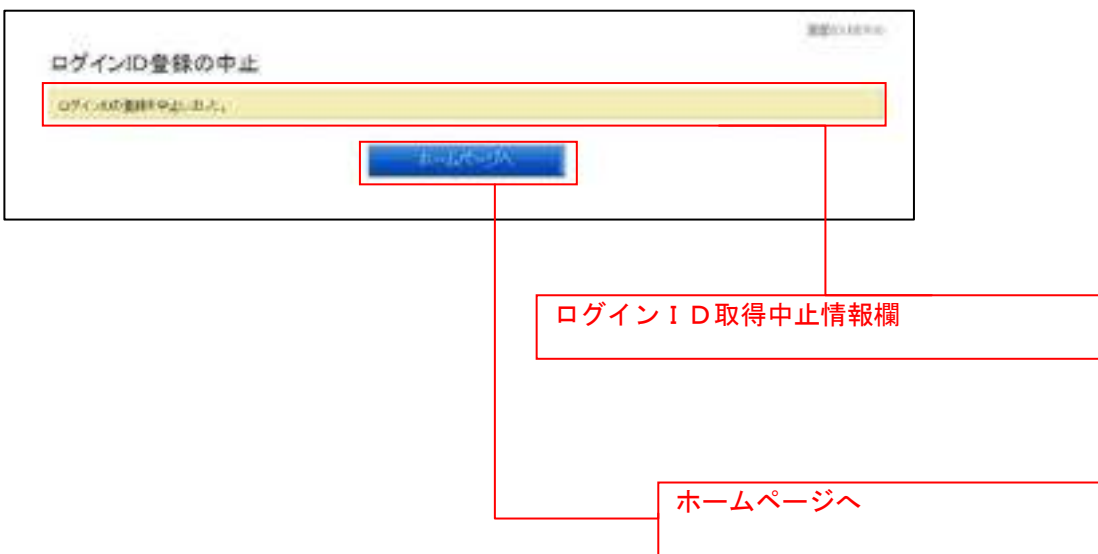 ログインID登録の中止
ログインIDの登録を中止しました。
ホームページへ
ログインＩＤ取得中止情報欄
ホームページへ